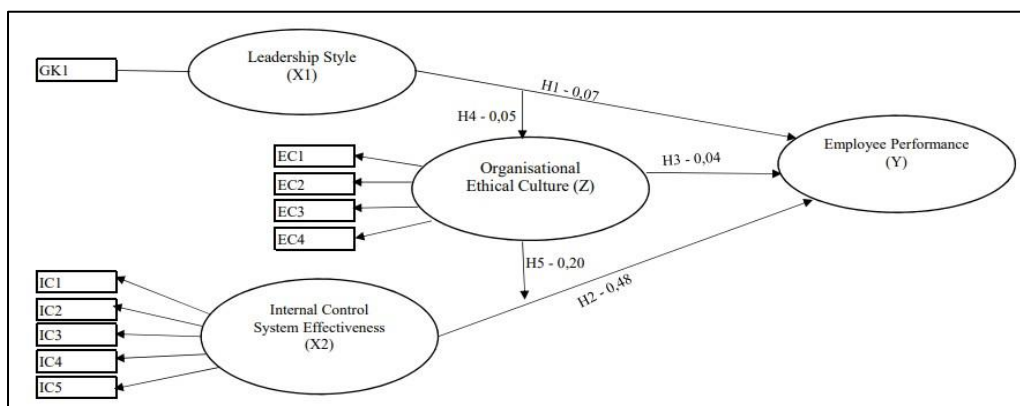 Leadership Style
(X1)
GK1
H1 - 0,07
H4 - 0,05
Employee Performance
(Y)
EC1
EC2
EC3
EC4
Organisational
Ethical Culture (Z)
H3 - 0,04
H5 - 0,20
H2 - 0,48
IC1
IC2
IC3
IC4
IC5
Internal Control
System Effectiveness
(X2)